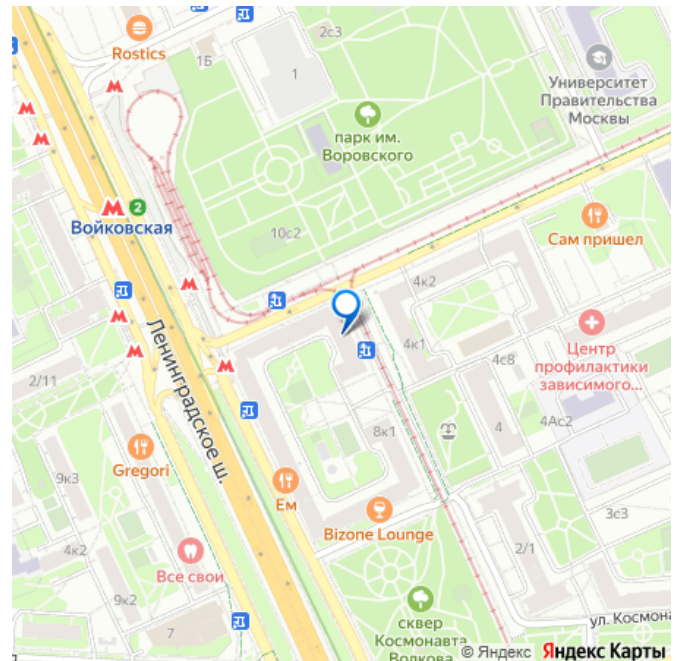 Rostics
2с3
1Б
1
Университет
Правительства
Москвы
парк им.
Воровского
2
Войковская
10с2
Сам пришел
4к2
4к1
4с8
Центр
профилактики
зависимого...
Ленинградское ш.
2/11
4
4Ас2
8к1
Gregori
9к3
Ем
Bizone Lounge
3с3
4к2
Все свои
9к2
2/1
7
ул. Космона
сквер
Космонавта
Волкова
© Яндекс Яндекс Карты